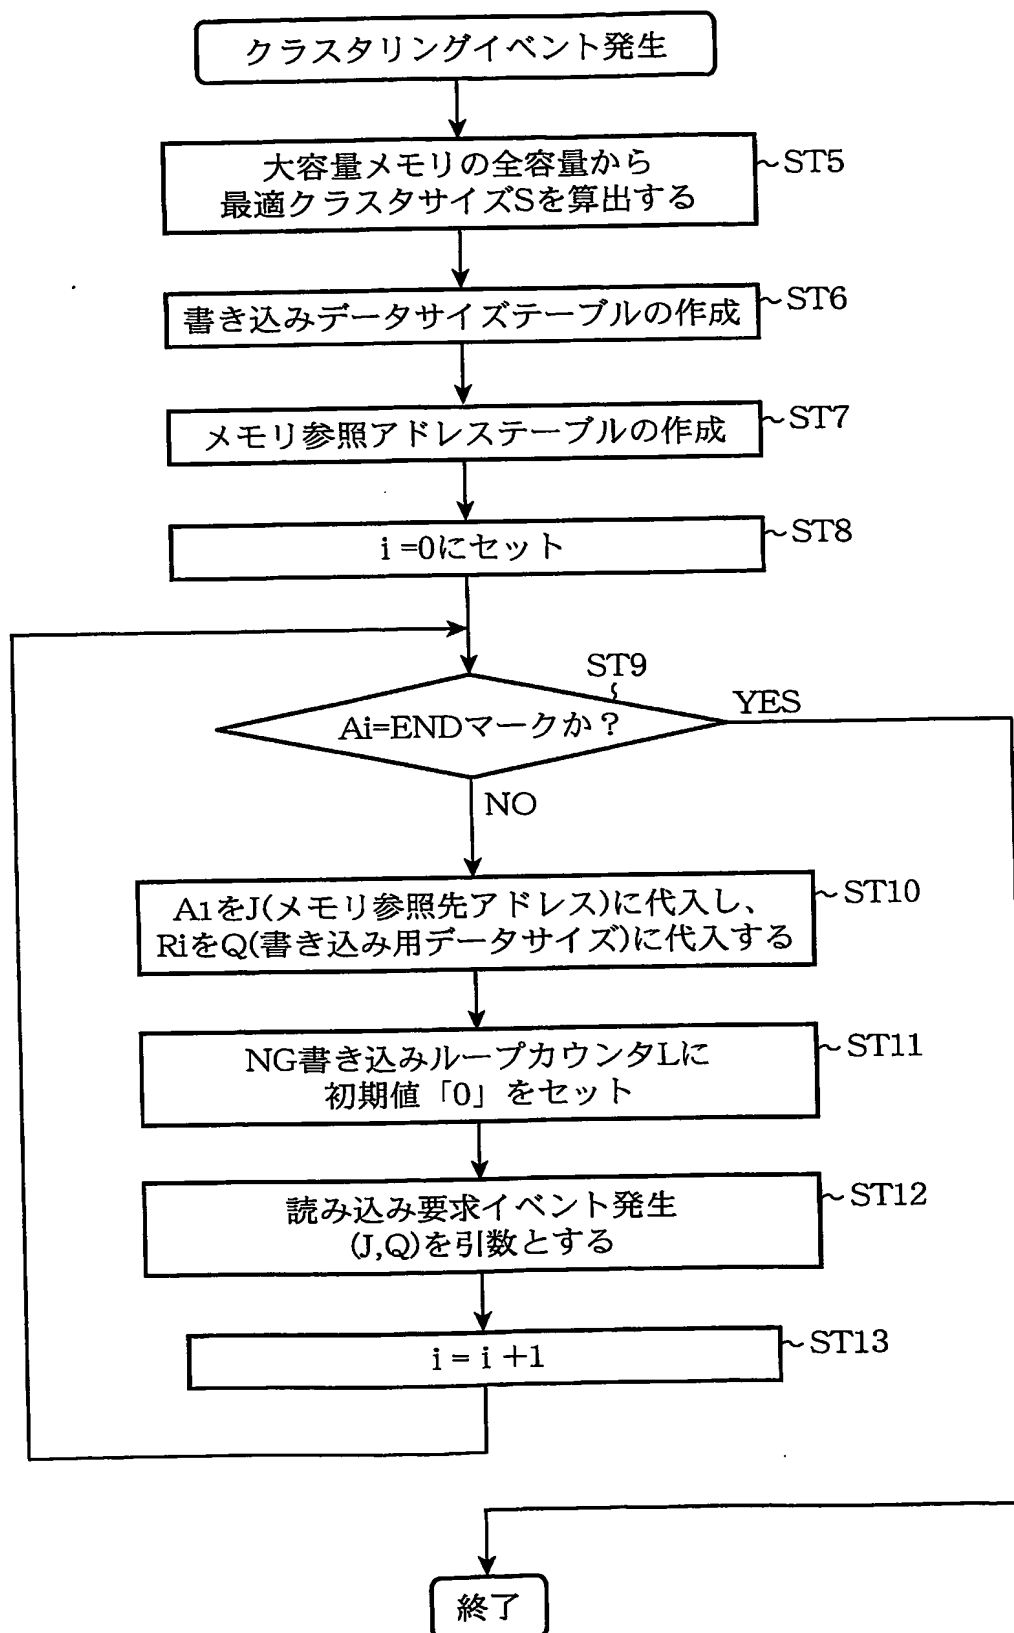 クラスタリングイベント発生
大容量メモリの全容量から
最適クラスタサイズSを算出する
~ST5
書き込みデータサイズテーブルの作成
~ST6
メモリ参照アドレステーブルの作成
~ST7
i=0にセット
~ST8
ST9
Ai=ENDマークか?
YES
NO
A1をJ(メモリ参照先アドレス)に代入し、
RiをQ(書き込み用データサイズ)に代入する
~ST10
NG書き込みループカウンタLに
初期値「0」をセット
~ST11
読み込み要求イベント発生
(J,Q)を引数とする
~ST12
i = i +1
~ST13
終了